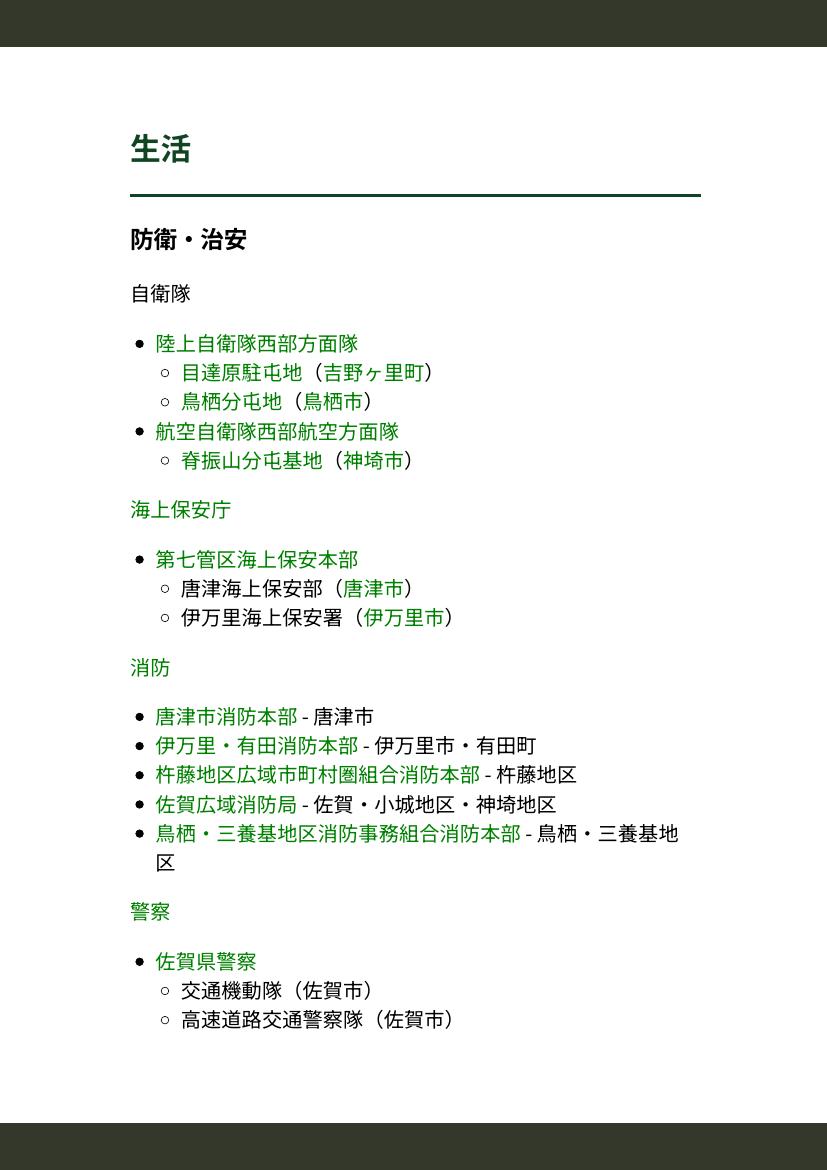 生活
防衛・治安
自衛隊
陸上自衛隊西部方面隊
目達原駐屯地（吉野ヶ里町）
鳥栖分屯地（鳥栖市）
航空自衛隊西部航空方面隊
脊振山分屯基地（神埼市）
海上保安庁
第七管区海上保安本部
唐津海上保安部（唐津市）
伊万里海上保安署（伊万里市）
消防
唐津市消防本部 - 唐津市
伊万里・有田消防本部 - 伊万里市・有田町
杵藤地区広域市町村圏組合消防本部 - 杵藤地区
佐賀広域消防局 - 佐賀・小城地区・神埼地区
鳥栖・三養基地区消防事務組合消防本部 - 鳥栖・三養基地
区
警察
佐賀県警察
交通機動隊（佐賀市）
高速道路交通警察隊（佐賀市）